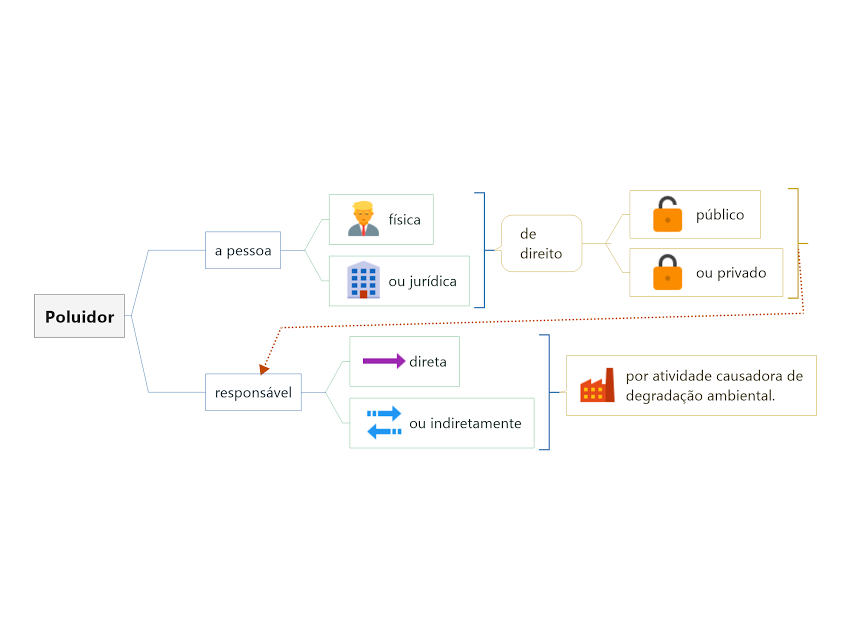 Poluidor
a pessoa
física
ou jurídica
de
direito
público
ou privado
responsável
direta
ou indiretamente
por atividade causadora de
degradação ambiental.